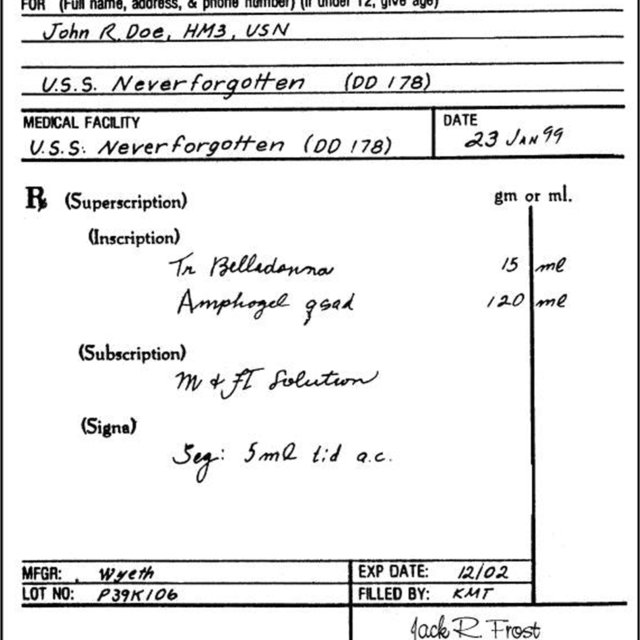 FOR (Full name, address, & phone number) (If under 12, give age)
John R. Doe, HM3, USN
U.S.S. Neverforgotten (DD 178)
MEDICAL FACILITY
U.S.S. Neverforgotten (DD 178)
DATE
23 JAN 99
℞ (Superscription)
gm or ml.
(Inscription)
Tr Belladonna 15 ml
Amphogel qsad 120 ml
(Subscription)
M & FT Solution
(Signa)
Sig: 5ml tid a.c.
MFGR: Wyeth
EXP DATE: 12/02
LOT NO: P39K106
FILLED BY: KMT
Jack R. Frost